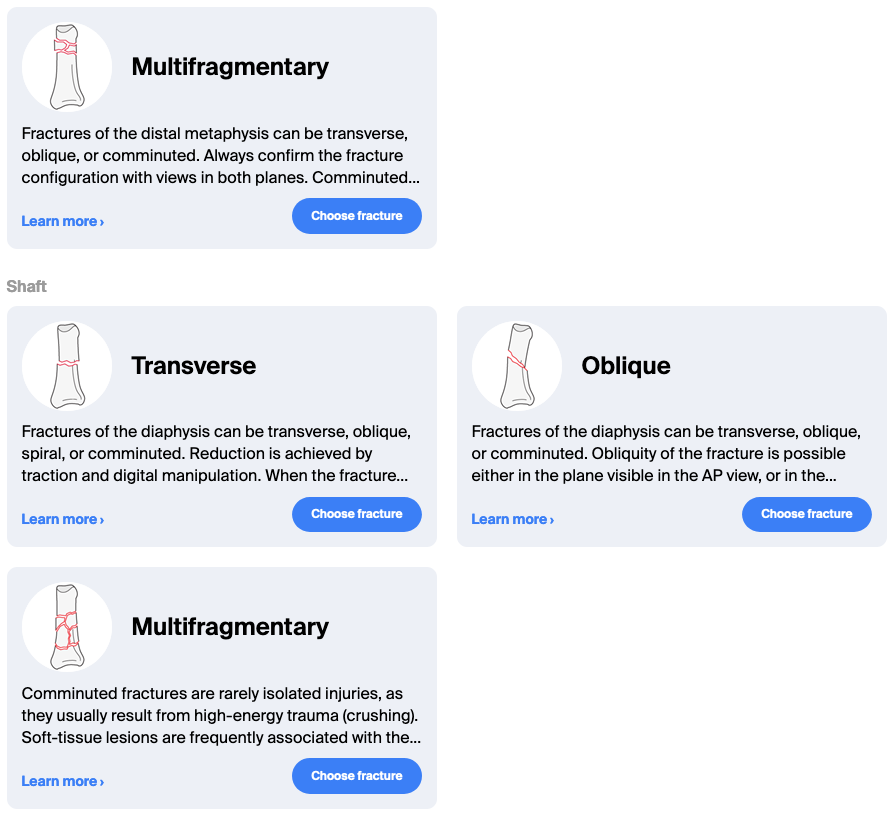 Multifragmentary
Fractures of the distal metaphysis can be transverse,
oblique, or comminuted. Always confirm the fracture
configuration with views in both planes. Comminuted...
Learn more ›
Choose fracture
Shaft
Transverse
Fractures of the diaphysis can be transverse, oblique,
spiral, or comminuted. Reduction is achieved by
traction and digital manipulation. When the fracture...
Learn more ›
Choose fracture
Oblique
Fractures of the diaphysis can be transverse, oblique,
or comminuted. Obliquity of the fracture is possible
either in the plane visible in the AP view, or in the...
Learn more ›
Choose fracture
Multifragmentary
Comminuted fractures are rarely isolated injuries, as
they usually result from high-energy trauma (crushing).
Soft-tissue lesions are frequently associated with the...
Learn more ›
Choose fracture